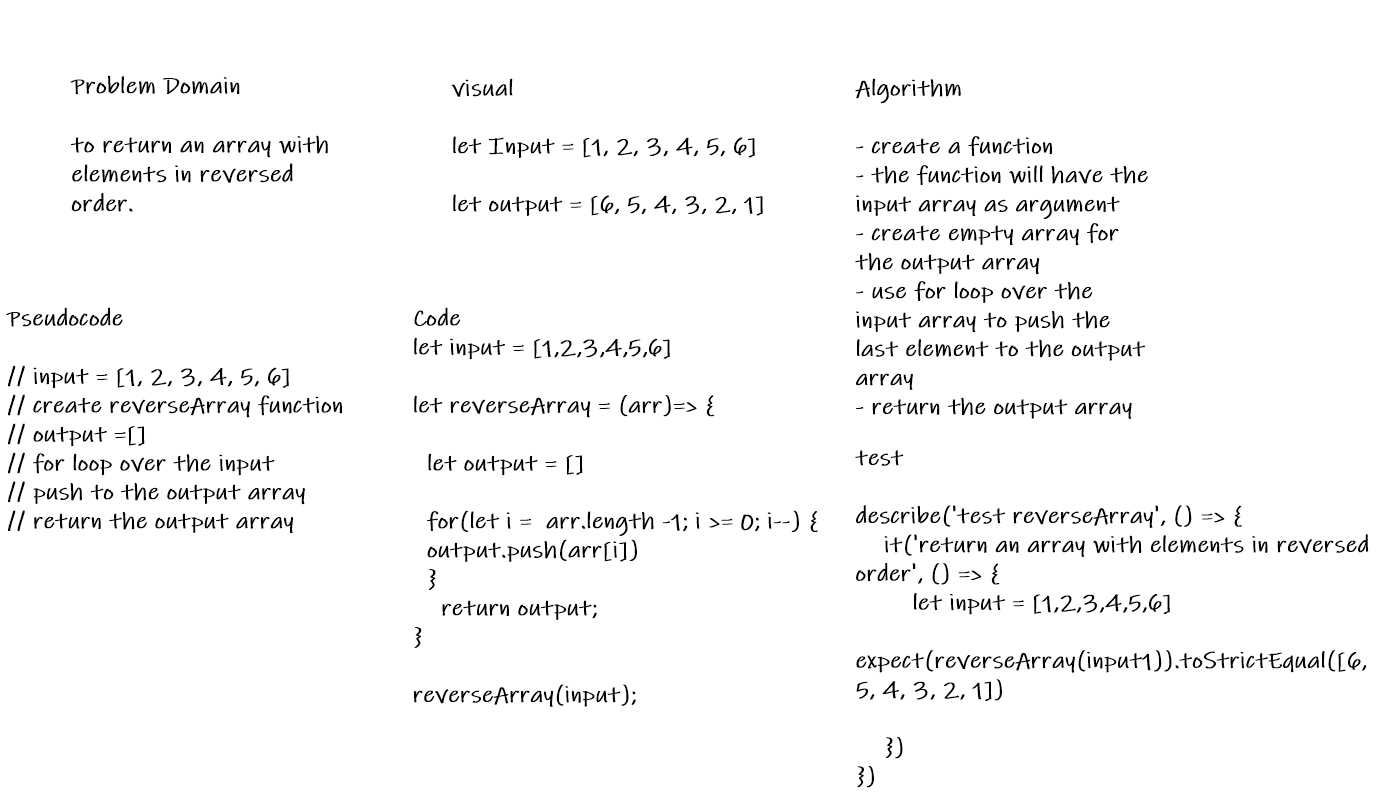 Problem Domain
to return an array with
elements in reversed
order.
visual
let Input = [1, 2, 3, 4, 5, 6]
let output = [6, 5, 4, 3, 2, 1]
Algorithm
- create a function
- the function will have the
input array as argument
- create empty array for
the output array
- use for loop over the
input array to push the
last element to the output
array
- return the output array
Pseudocode
// input = [1, 2, 3, 4, 5, 6]
// create reverseArray function
// output =[]
// for loop over the input
// push to the output array
// return the output array
Code
let input = [1,2,3,4,5,6]
let reverseArray = (arr)=> {
let output = []
for(let i =  arr.length -1; i >= 0; i--) {
output.push(arr[i])
}
return output;
}
reverseArray(input);
test
describe('test reverseArray', () => {
it('return an array with elements in reversed
order', () => {
let input = [1,2,3,4,5,6]
expect(reverseArray(input1)).toStrictEqual([6,
5, 4, 3, 2, 1])
})
})